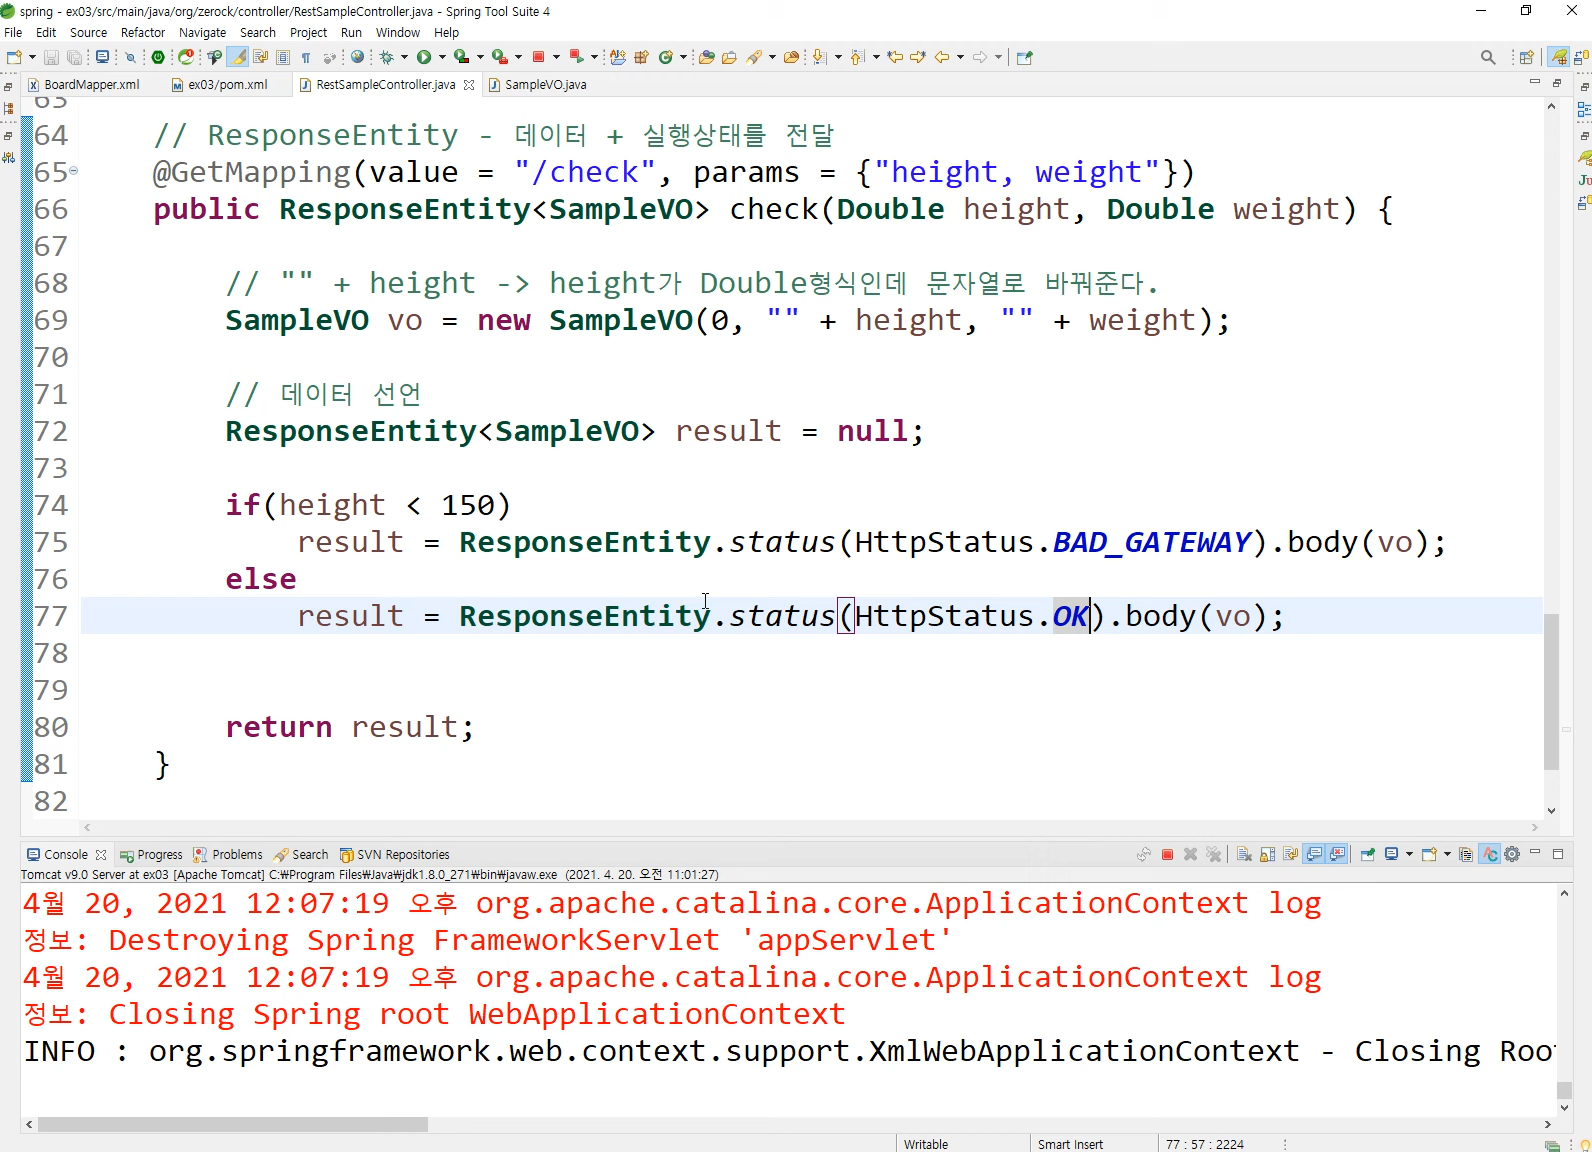 spring - ex03/src/main/java/org/zerock/controller/RestSampleController.java - Spring Tool Suite 4
File Edit Source Refactor Navigate Search Project Run Window Help
BoardMapper.xml ex03/pom.xml RestSampleController.java SampleVO.java
63
64 // ResponseEntity - 데이터 + 실행상태를 전달
65 @GetMapping(value = "/check", params = {"height, weight"})
66 public ResponseEntity<SampleVO> check(Double height, Double weight) {
67
68 // "" + height -> height가 Double형식인데 문자열로 바꿔준다.
69 SampleVO vo = new SampleVO(0, "" + height, "" + weight);
70
71 // 데이터 선언
72 ResponseEntity<SampleVO> result = null;
73
74 if(height < 150)
75 result = ResponseEntity.status(HttpStatus.BAD_GATEWAY).body(vo);
76 else
77 result = ResponseEntity.status(HttpStatus.OK).body(vo);
78
79
80 return result;
81 }
82
Console Progress Problems Search SVN Repositories
Tomcat v9.0 Server at ex03 [Apache Tomcat] C:₩Program Files₩Java₩jdk1.8.0_271₩bin₩javaw.exe (2021. 4. 20. 오전 11:01:27)
4월 20, 2021 12:07:19 오후 org.apache.catalina.core.ApplicationContext log
정보: Destroying Spring FrameworkServlet 'appServlet'
4월 20, 2021 12:07:19 오후 org.apache.catalina.core.ApplicationContext log
정보: Closing Spring root WebApplicationContext
INFO : org.springframework.web.context.support.XmlWebApplicationContext - Closing Roo
Writable Smart Insert 77 : 57 : 2224